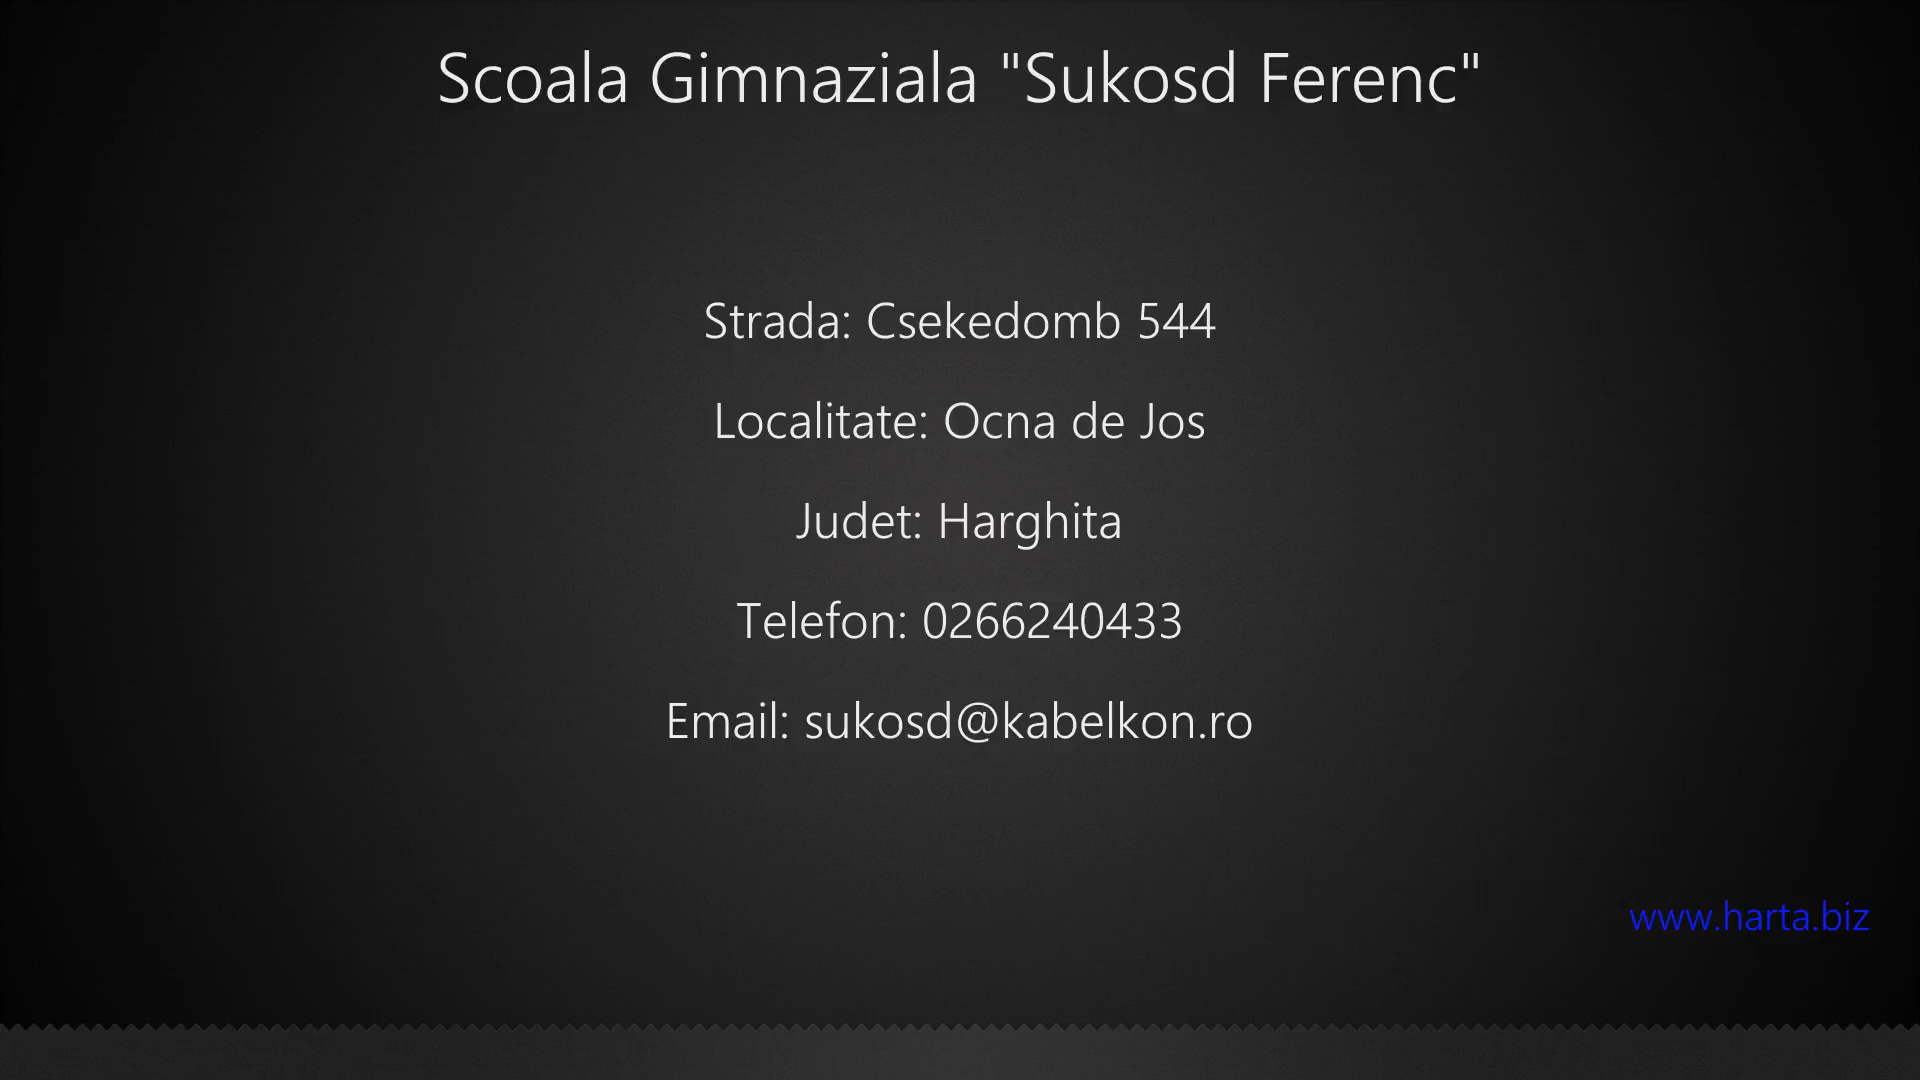 Scoala Gimnaziala "Sukosd Ferenc"
Strada: Csekedomb 544
Localitate: Ocna de Jos
Judet: Harghita
Telefon: 0266240433
Email: sukosd@kabelkon.ro
www.harta.biz